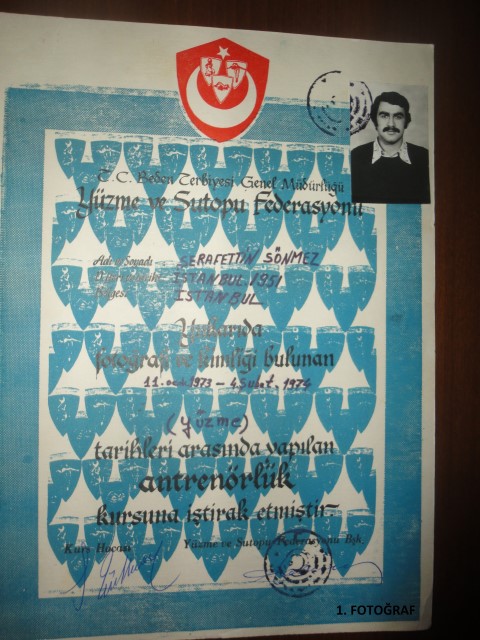 T.C. Beden Terbiyesi Genel Müdürlüğü
Yüzme ve Sutopu Federasyonu
Adı ve Soyadı ŞERAFETTİN SÖNMEZ
İSTANBUL 1951
Bölgesi İSTANBUL
Yukarıda
fotoğraf ve kimliği bulunan
11.ocak.1973 - 4.Şubat.1974
(Yüzme)
tarihleri arasında yapılan
antrenörlük
kursuna iştirak etmiştir
Kurs Hocası Yüzme ve Sutopu Federasyonu Bşk.
1. FOTOĞRAF